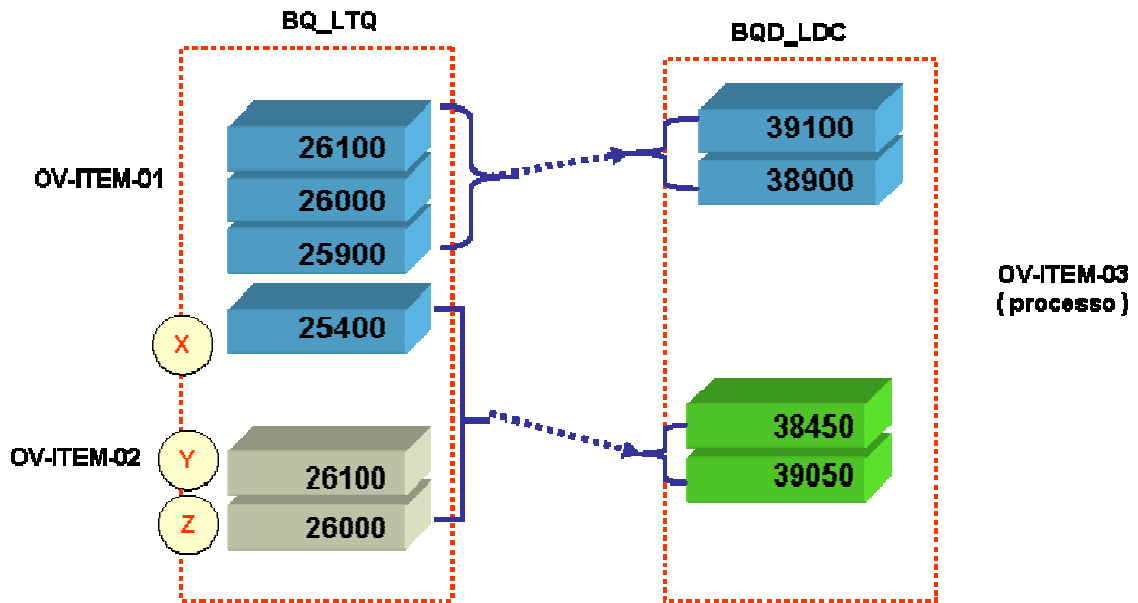 BQ_LTQ
BQD_LDC
OV-ITEM-01
26100
26000
25900
25400
X
OV-ITEM-02
Y
Z
26100
26000
39100
38900
38450
39050
OV-ITEM-03
( processo )